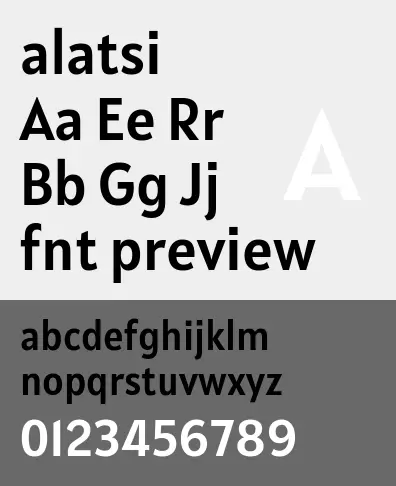 alatsi
Aa Ee Rr
Bb Gg Jj
A
fnt preview
abcdefghijklm
nopqrstuvwxyz
0123456789